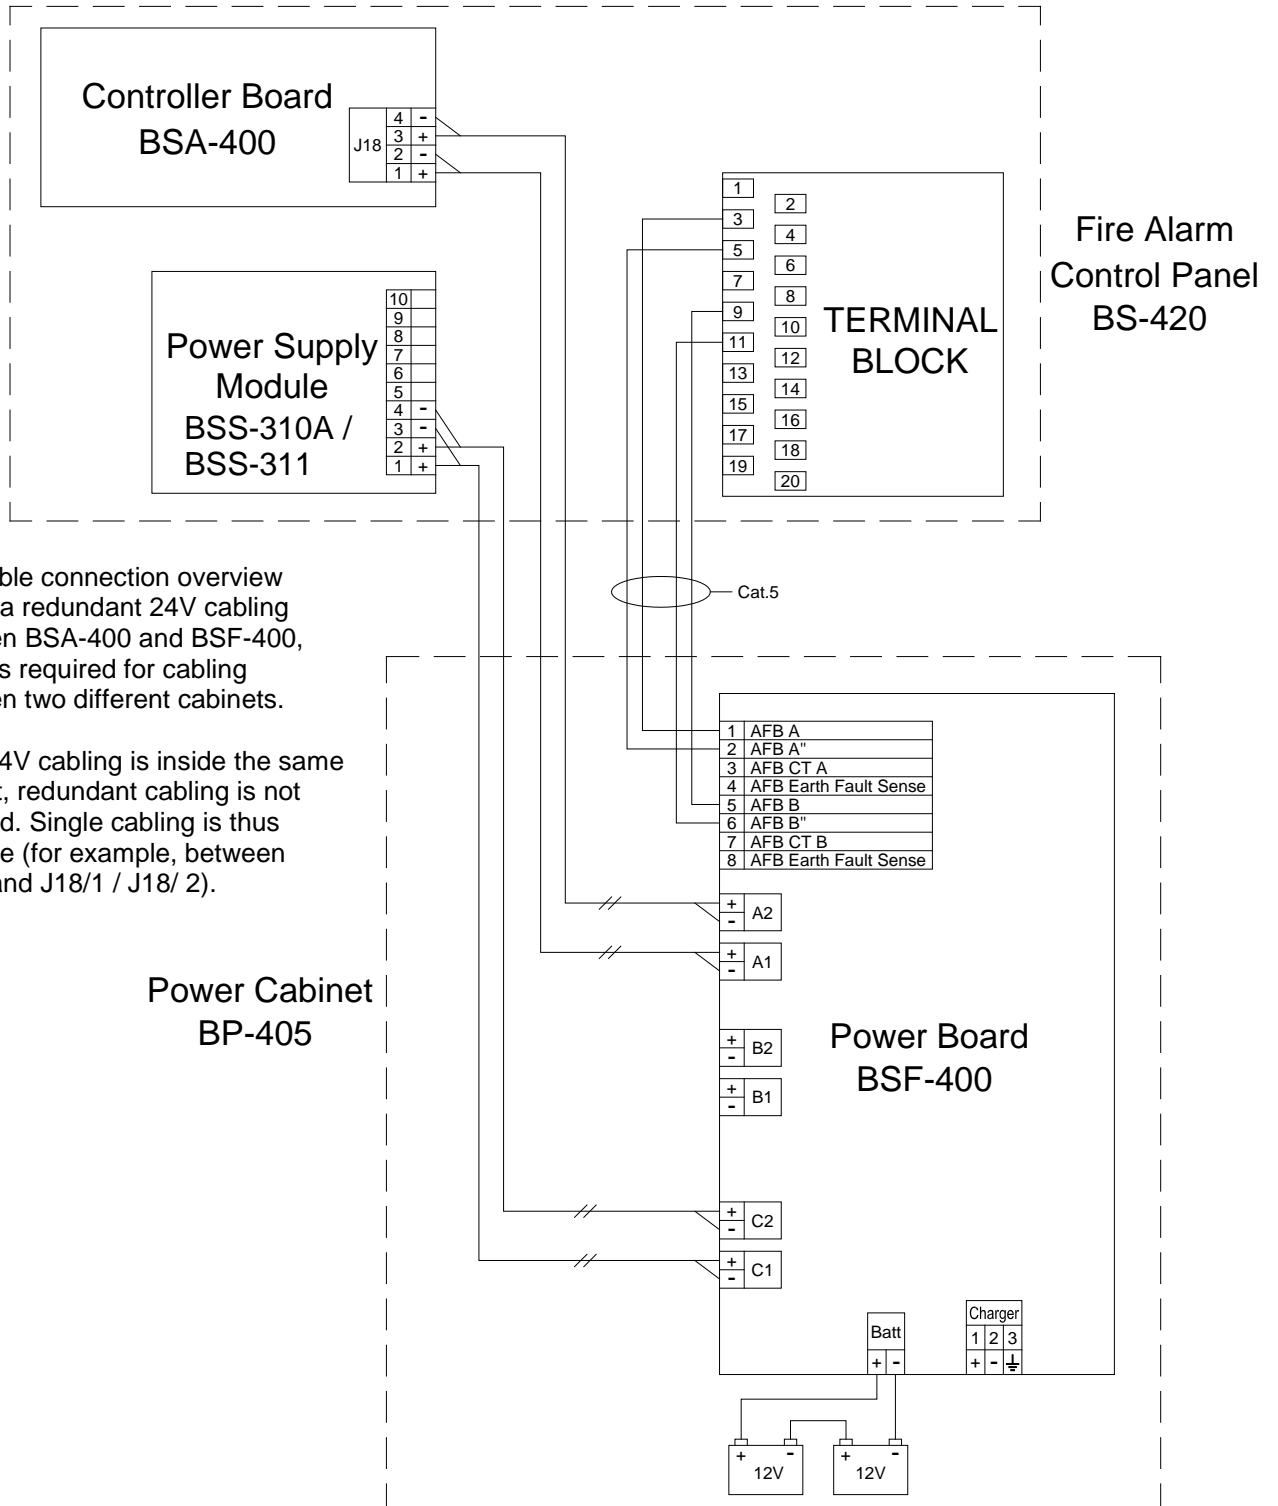 Controller Board
BSA-400
J18
4 -
3 +
2 -
1 +
Power Supply
Module
BSS-310A /
BSS-311
10
9
8
7
6
5
4 -
3 -
2 +
1 +
1
2
3
4
5
6
7
8
9
10
11
12
13
14
15
16
17
18
19
20
TERMINAL
BLOCK
Fire Alarm
Control Panel
BS-420
ble connection overview
a redundant 24V cabling
en BSA-400 and BSF-400,
s required for cabling
en two different cabinets.
4V cabling is inside the same
t, redundant cabling is not
d. Single cabling is thus
e (for example, between
and J18/1 / J18/ 2).
Cat.5
1 AFB A
2 AFB A"
3 AFB CT A
4 AFB Earth Fault Sense
5 AFB B
6 AFB B"
7 AFB CT B
8 AFB Earth Fault Sense
+ - A2
+ - A1
+ - B2
+ - B1
+ - C2
+ - C1
Power Cabinet
BP-405
Power Board
BSF-400
Batt
+ -
Charger
1 2 3
+ -
+ -
12V
+ -
12V